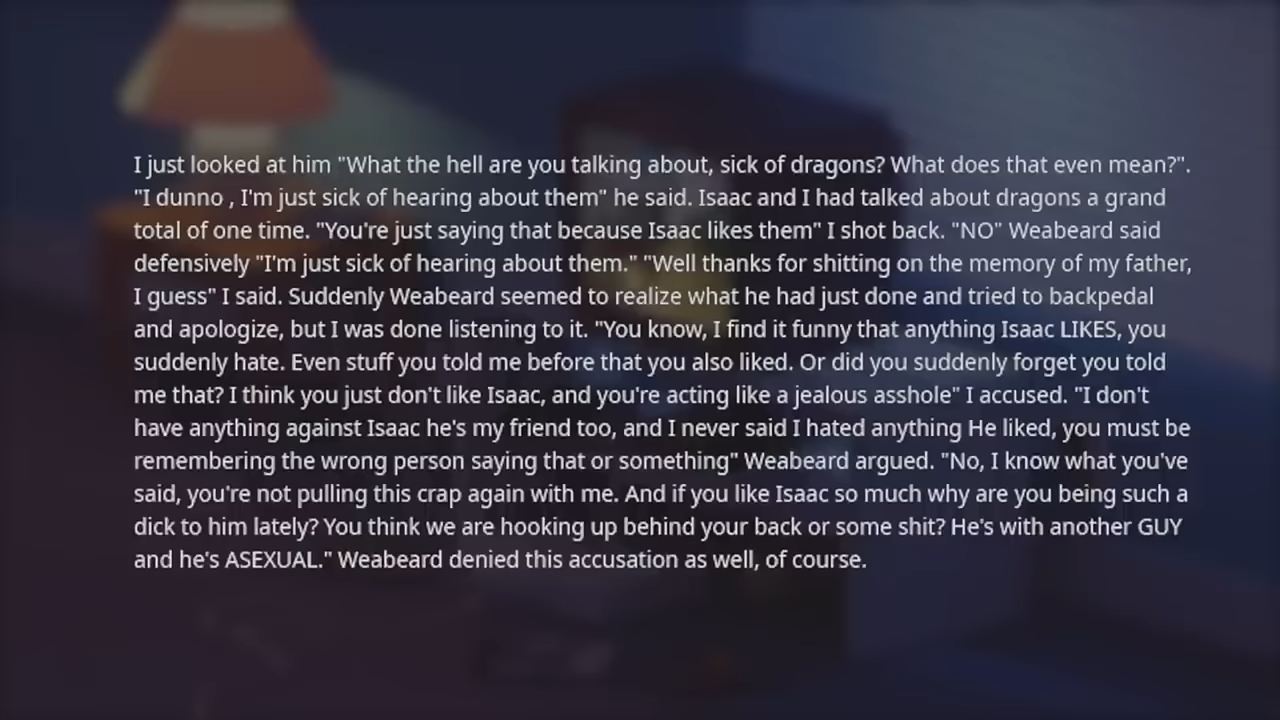 I just looked at him "What the hell are you talking about, sick of dragons? What does that even mean?".
"I dunno , I'm just sick of hearing about them" he said. Isaac and I had talked about dragons a grand
total of one time. "You're just saying that because Isaac likes them" I shot back. "NO" Weabeard said
defensively "I'm just sick of hearing about them." "Well thanks for shitting on the memory of my father,
I guess" I said. Suddenly Weabeard seemed to realize what he had just done and tried to backpedal
and apologize, but I was done listening to it. "You know, I find it funny that anything Isaac LIKES, you
suddenly hate. Even stuff you told me before that you also liked. Or did you suddenly forget you told
me that? I think you just don't like Isaac, and you're acting like a jealous asshole" I accused. "I don't
have anything against Isaac he's my friend too, and I never said I hated anything He liked, you must be
remembering the wrong person saying that or something" Weabeard argued. "No, I know what you've
said, you're not pulling this crap again with me. And if you like Isaac so much why are you being such a
dick to him lately? You think we are hooking up behind your back or some shit? He's with another GUY
and he's ASEXUAL." Weabeard denied this accusation as well, of course.